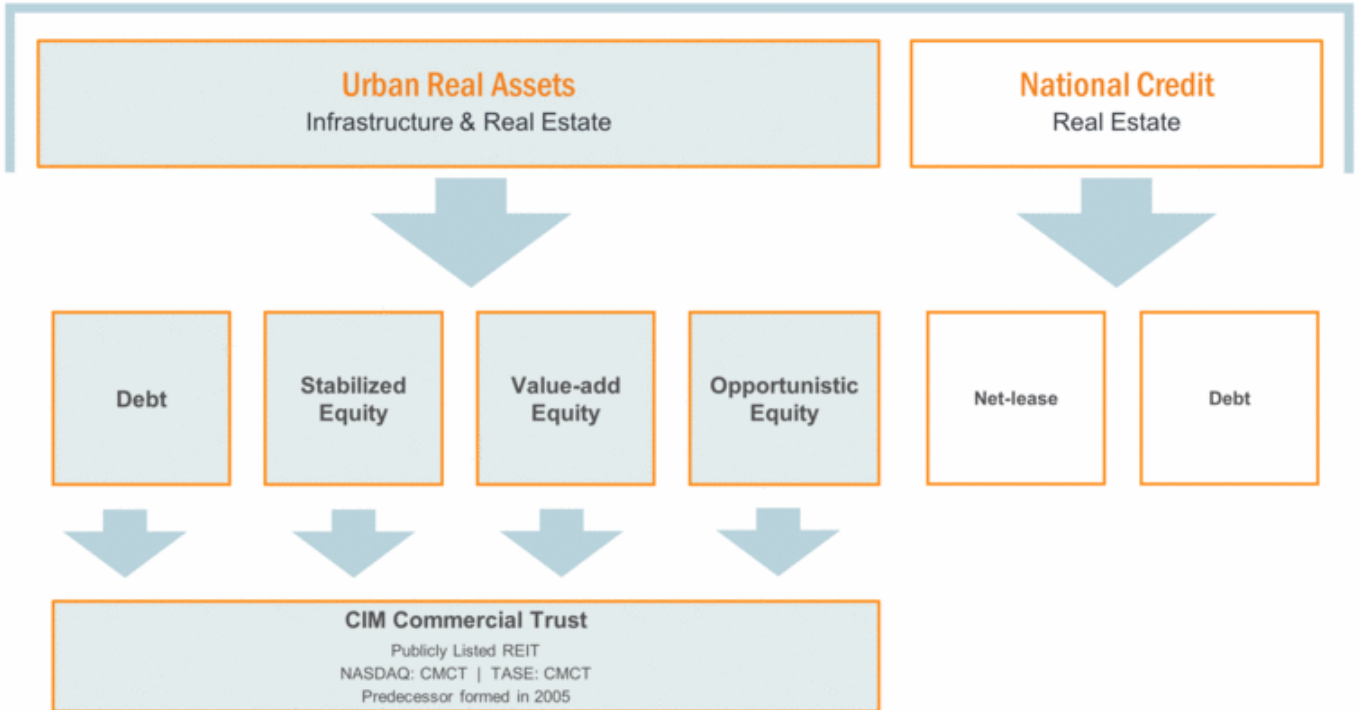 Urban Real Assets
Infrastructure & Real Estate
National Credit
Real Estate
Debt
Stabilized
Equity
Value-add
Equity
Opportunistic
Equity
Net-lease
Debt
CIM Commercial Trust
Publicly Listed REIT
NASDAQ: CMCT | TASE: CMCT
Predecessor formed in 2005